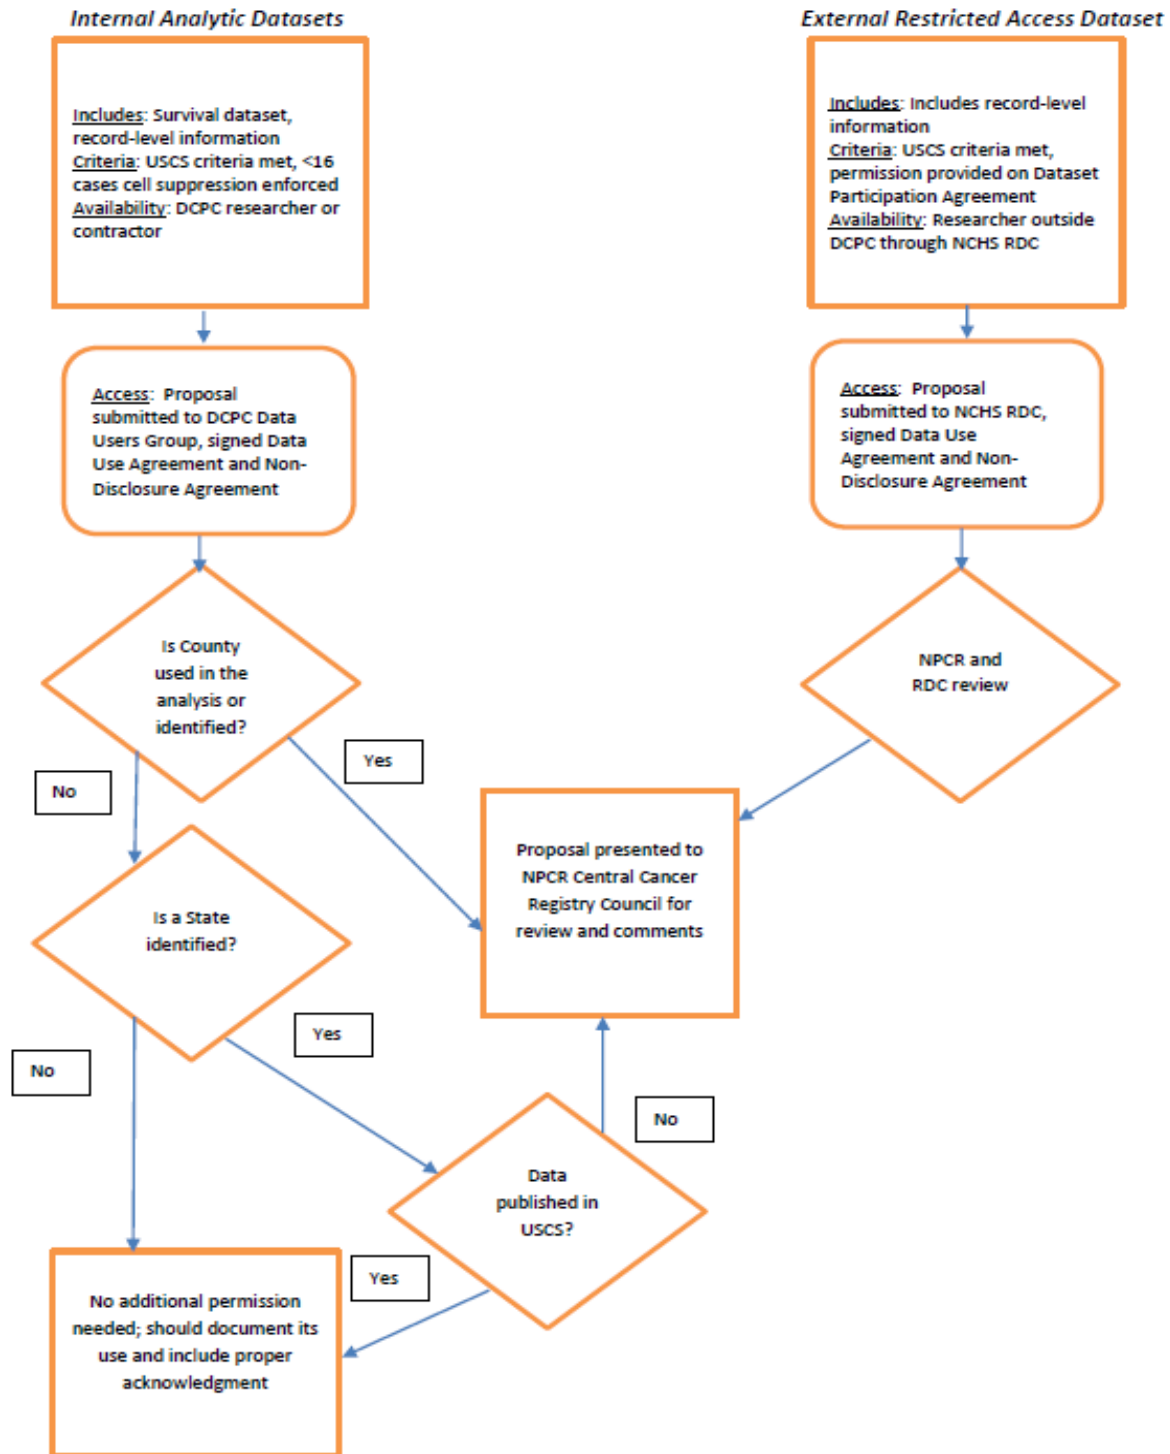 Internal Analytic Datasets
External Restricted Access Dataset
Includes: Survival dataset,
record-level information
Criteria: USCS criteria met, <16
cases cell suppression enforced
Availability: DCPC researcher or
contractor
Includes: Includes record-level
information
Criteria: USCS criteria met,
permission provided on Dataset
Participation Agreement
Availability: Researcher outside
DCPC through NCHS RDC
Access: Proposal
submitted to DCPC Data
Users Group, signed Data
Use Agreement and Non-
Disclosure Agreement
Access: Proposal
submitted to NCHS RDC,
signed Data Use
Agreement and Non-
Disclosure Agreement
Is County
used in the
analysis or
identified?
NPCR and
RDC review
No
Yes
Proposal presented to
NPCR Central Cancer
Registry Council for
review and comments
Is a State
identified?
No
Yes
No
Data
published in
USCS?
Yes
No additional permission
needed; should document its
use and include proper
acknowledgment